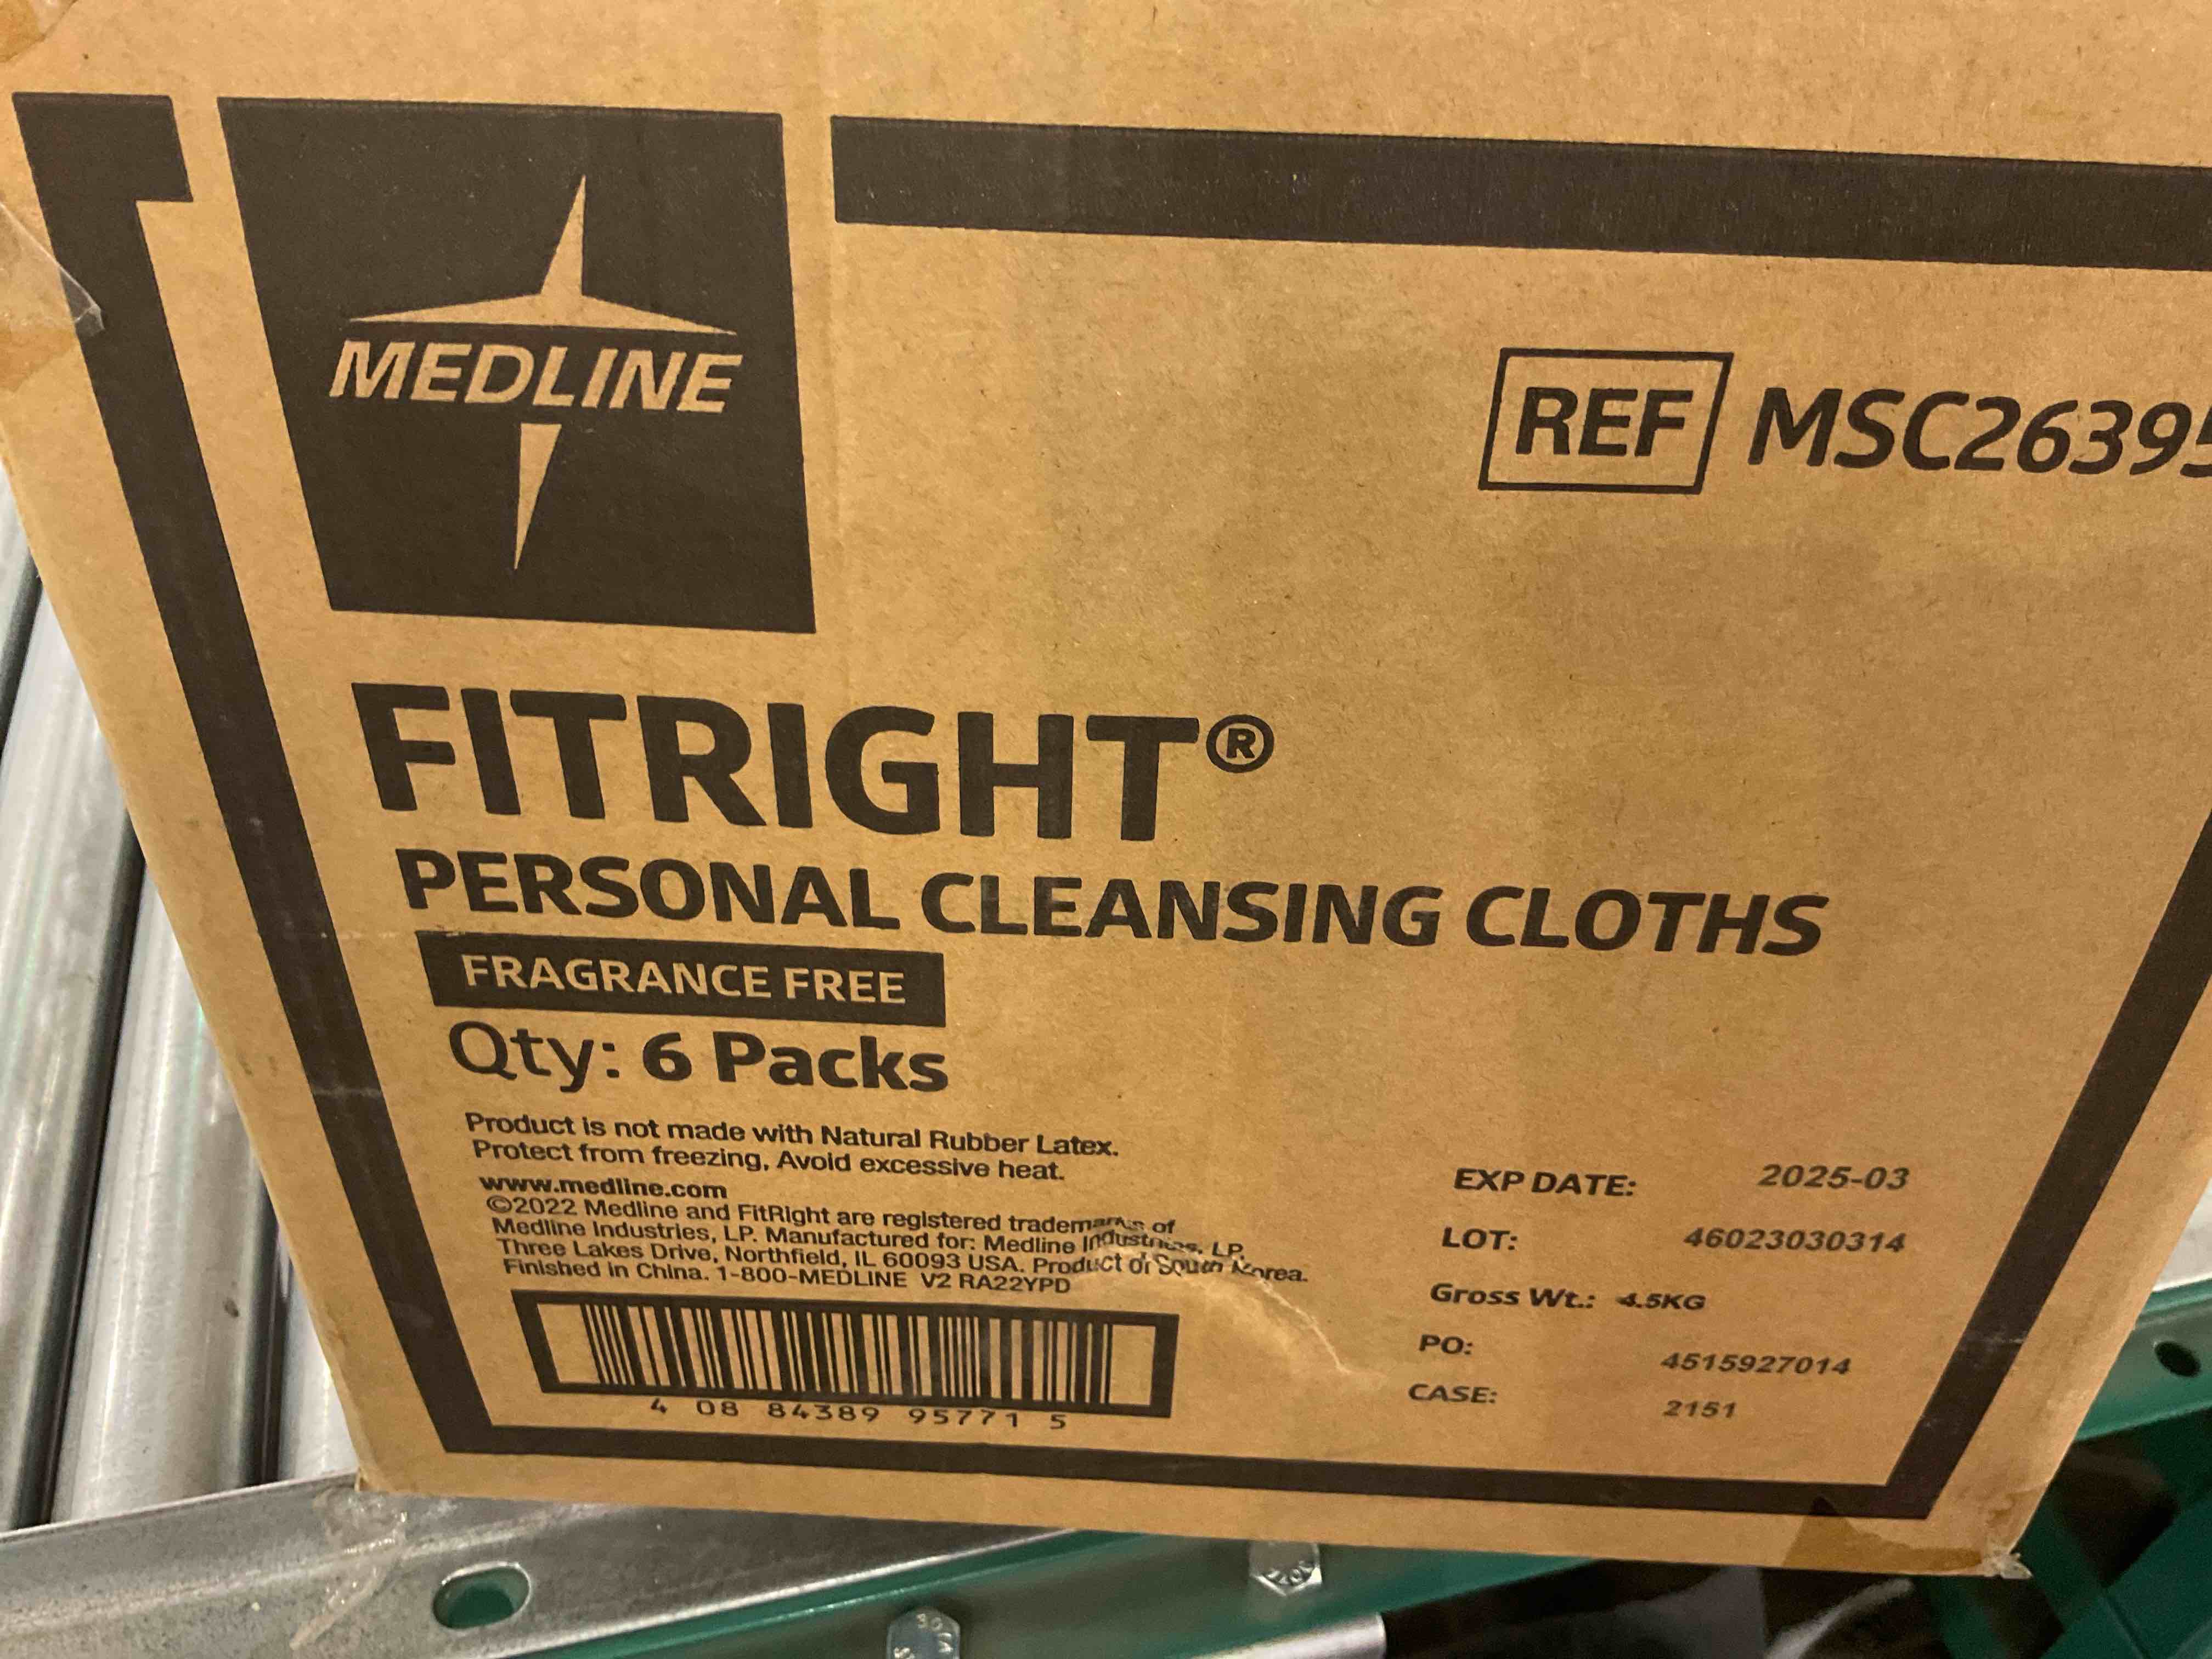 MEDLINE
REF MSC26395
FITRIGHT®
PERSONAL CLEANSING CLOTHS
FRAGRANCE FREE
Qty: 6 Packs
Product is not made with Natural Rubber Latex.
Protect from freezing, Avoid excessive heat.
www.medline.com
©2022 Medline and FitRight are registered trademarks of
Medline Industries, LP. Manufactured for: Medline Industries, LP.
Three Lakes Drive, Northfield, IL 60093 USA. Product of South Korea.
Finished in China. 1-800-MEDLINE V2 RA22YPD
4 08 84389 95771 5
EXP DATE: 2025-03
LOT: 46023030314
Gross Wt.: 4.5KG
PO: 4515927014
CASE: 2151